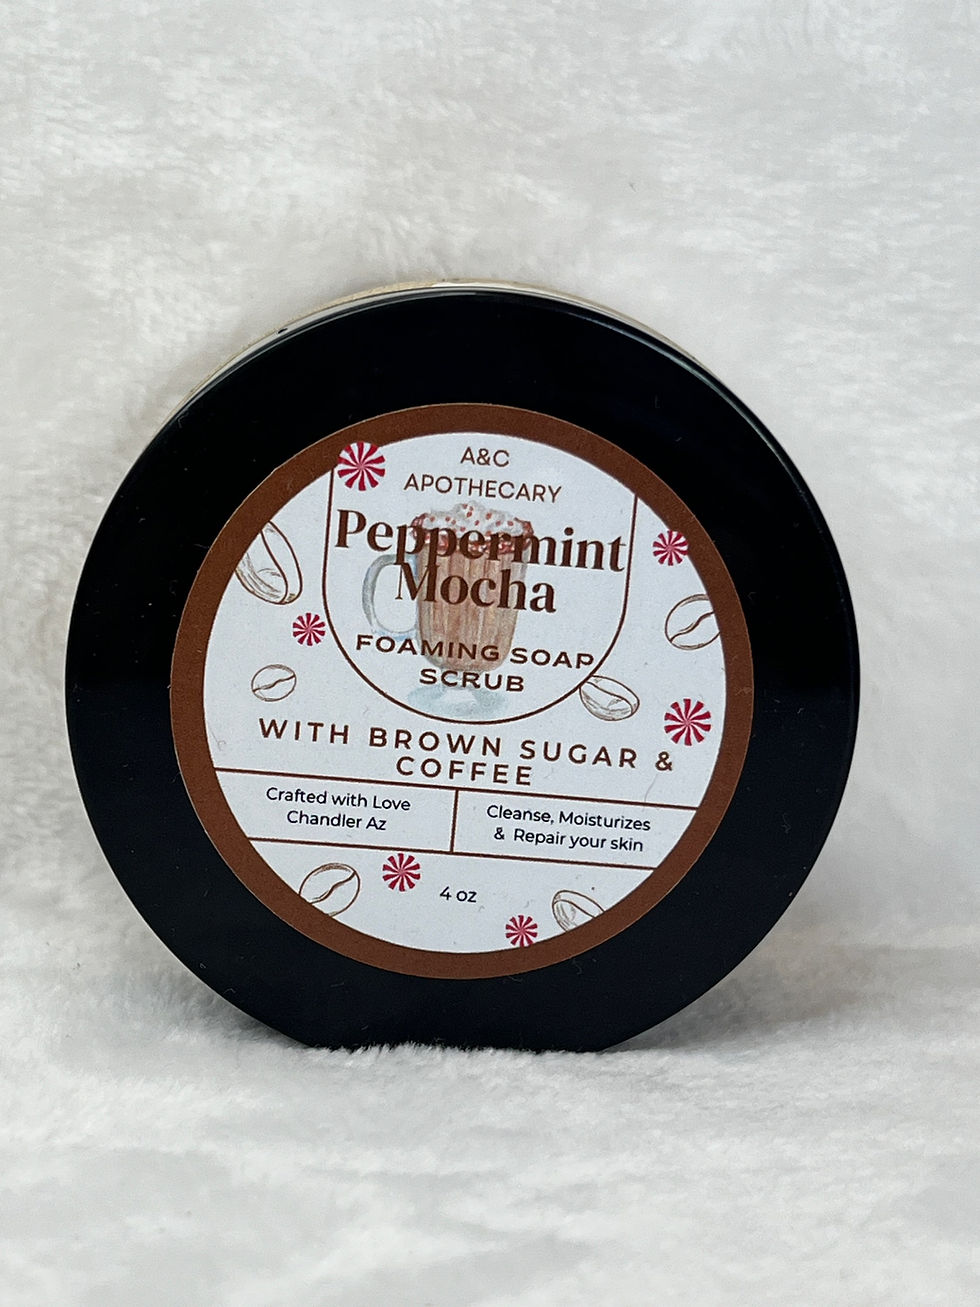 A&C
APOTHECARY
Peppermint
Mocha
FOAMING SOAP
SCRUB
WITH BROWN SUGAR &
COFFEE
Crafted with Love
Chandler Az
Cleanse, Moisturizes
& Repair your skin
4 oz